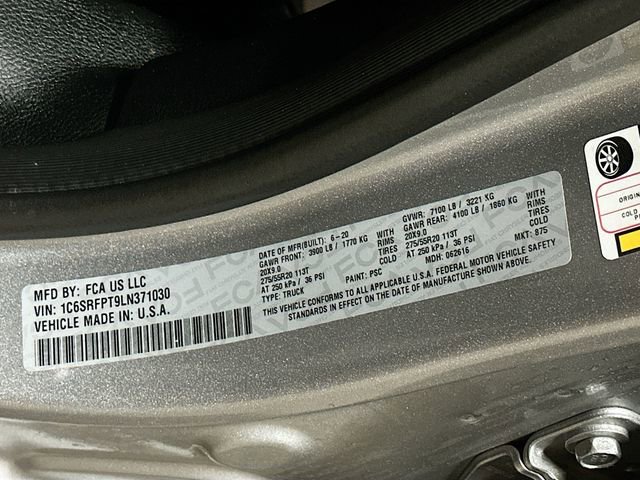 MFD BY: FCA US LLC
VIN: 1C6SRFPT9LN371030
VEHICLE MADE IN: U.S.A.
DATE OF MFR(BUILT): 6-20
GAWR FRONT: 3900 LB / 1770 KG WITH
20X9.0 RIMS
275/55R20 113T TIRES
AT 250 kPa / 36 PSI COLD
TYPE: TRUCK PAINT: PSC
GVWR: 7100 LB / 3221 KG
GAWR REAR: 4100 LB / 1860 KG WITH
20X9.0 RIMS
275/55R20 113T TIRES
AT 250 kPa / 36 PSI COLD
MDH: 062616 MKT: 875
THIS VEHICLE CONFORMS TO ALL APPLICABLE U.S.A. FEDERAL MOTOR VEHICLE SAFETY
STANDARDS IN EFFECT ON THE DATE OF MANUFACTURE SHOWN ABOVE.
ORIGIN
COLD